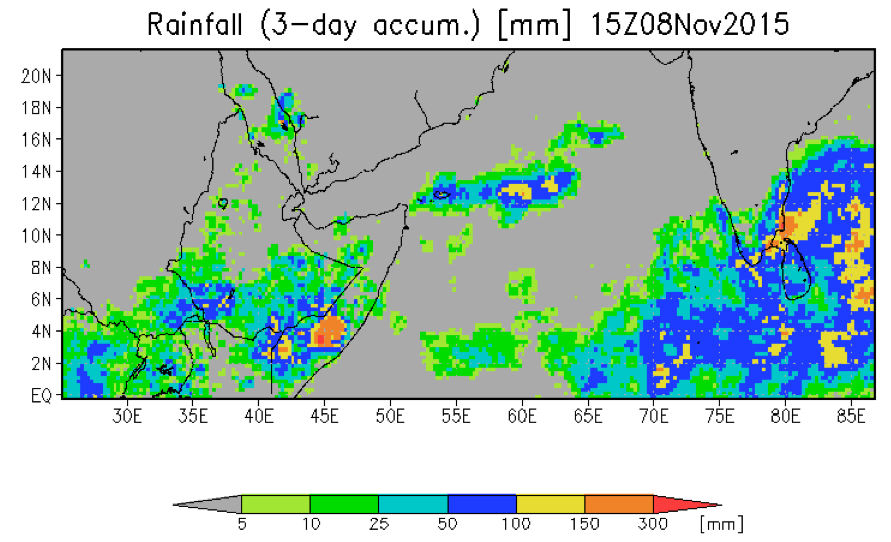 Rainfall (3-day accum.) [mm] 15Z08Nov2015
20N
18N
16N
14N
12N
10N
8N
6N
4N
2N
EQ
30E 35E 40E 45E 50E 55E 60E 65E 70E 75E 80E 85E
5 10 25 50 100 150 300 [mm]